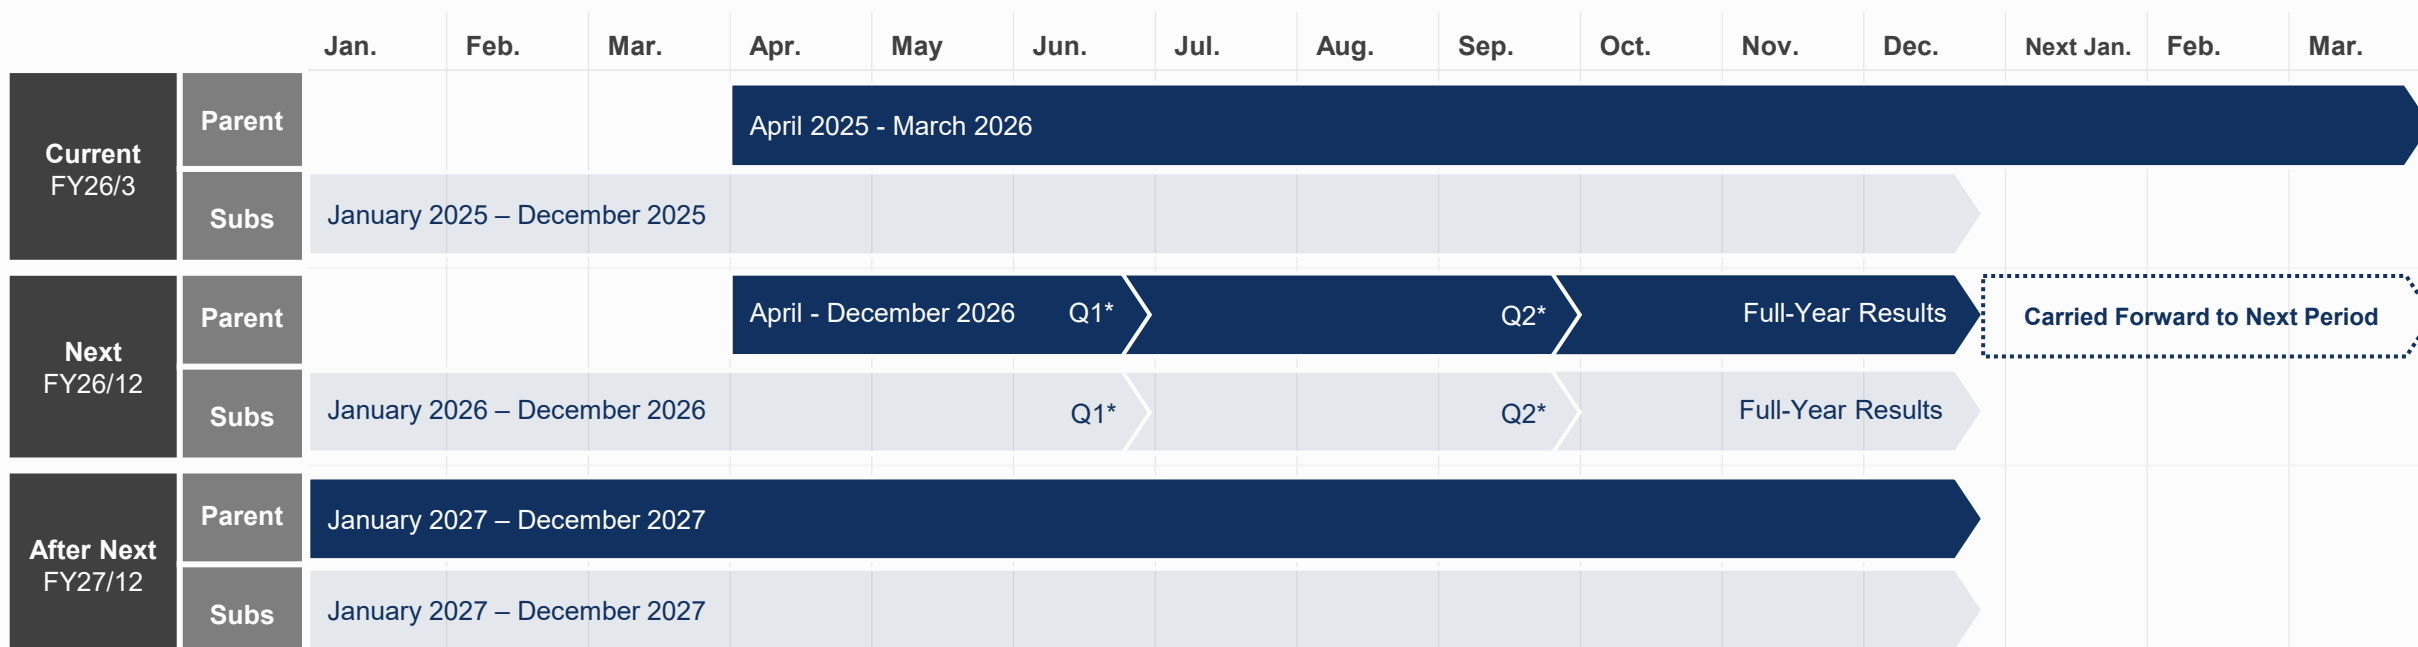 Jan. Feb. Mar. Apr. May Jun. Jul. Aug. Sep. Oct. Nov. Dec. Next Jan. Feb. Mar.
Current
FY26/3
Parent
April 2025 - March 2026
Subs
January 2025 – December 2025
Next
FY26/12
Parent
April - December 2026 Q1* Q2* Full-Year Results Carried Forward to Next Period
Subs
January 2026 – December 2026 Q1* Q2* Full-Year Results
After Next
FY27/12
Parent
January 2027 – December 2027
Subs
January 2027 – December 2027